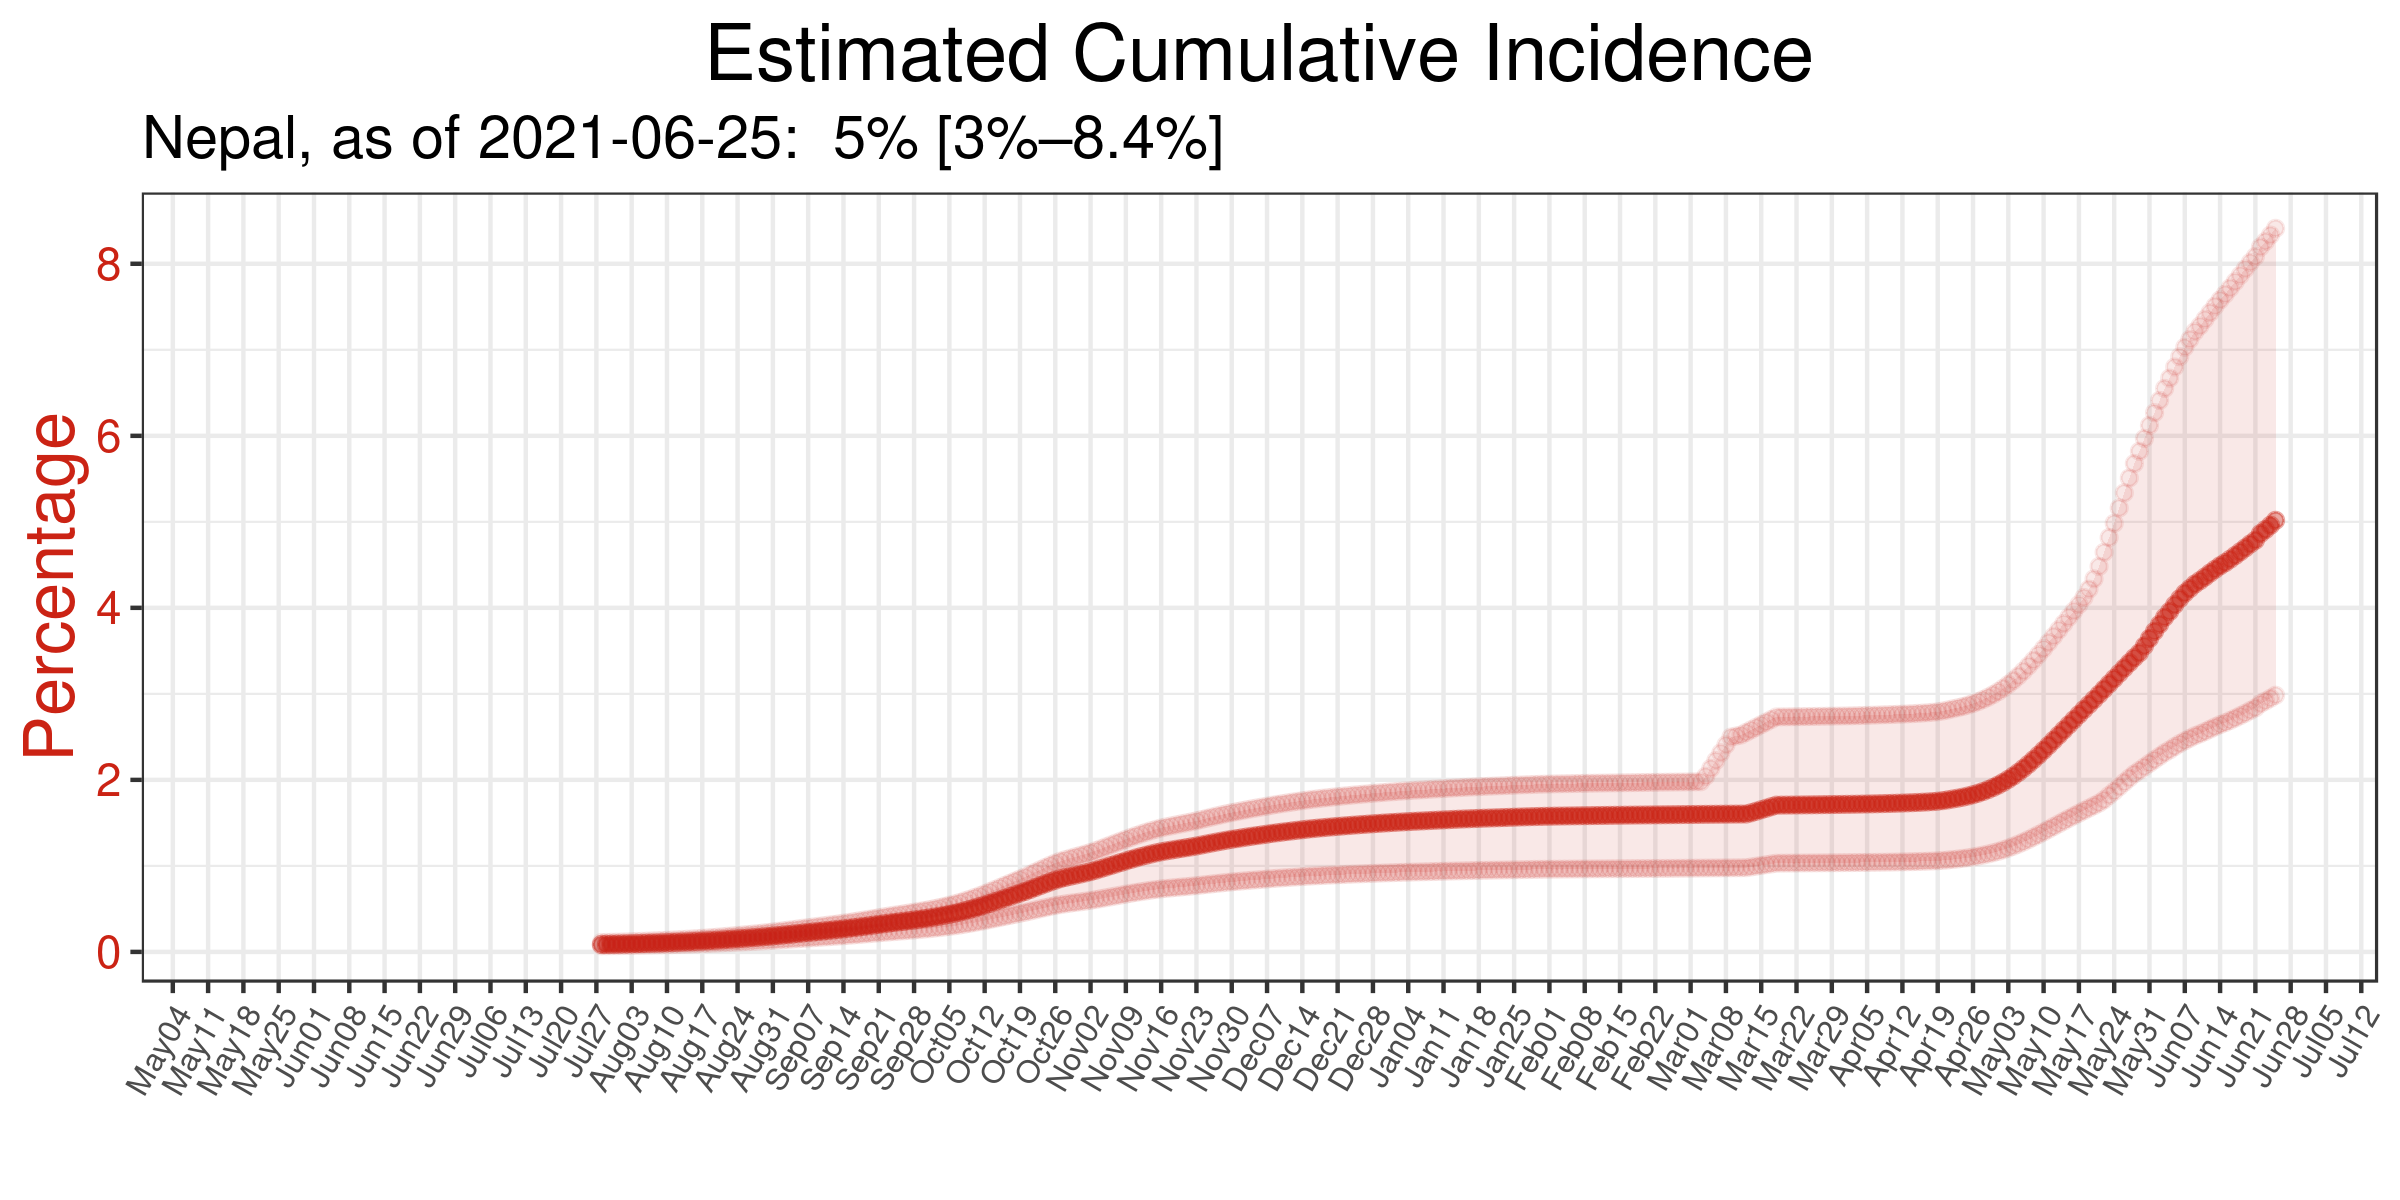 Estimated Cumulative Incidence
Nepal, as of 2021-06-25:  5% [3%–8.4%]
Percentage
8
6
4
2
0
May04
May11
May18
May25
Jun01
Jun08
Jun15
Jun22
Jun29
Jul06
Jul13
Jul20
Jul27
Aug03
Aug10
Aug17
Aug24
Aug31
Sep07
Sep14
Sep21
Sep28
Oct05
Oct12
Oct19
Oct26
Nov02
Nov09
Nov16
Nov23
Nov30
Dec07
Dec14
Dec21
Dec28
Jan04
Jan11
Jan18
Jan25
Feb01
Feb08
Feb15
Feb22
Mar01
Mar08
Mar15
Mar22
Mar29
Apr05
Apr12
Apr19
Apr26
May03
May10
May17
May24
May31
Jun07
Jun14
Jun21
Jun28
Jul05
Jul12